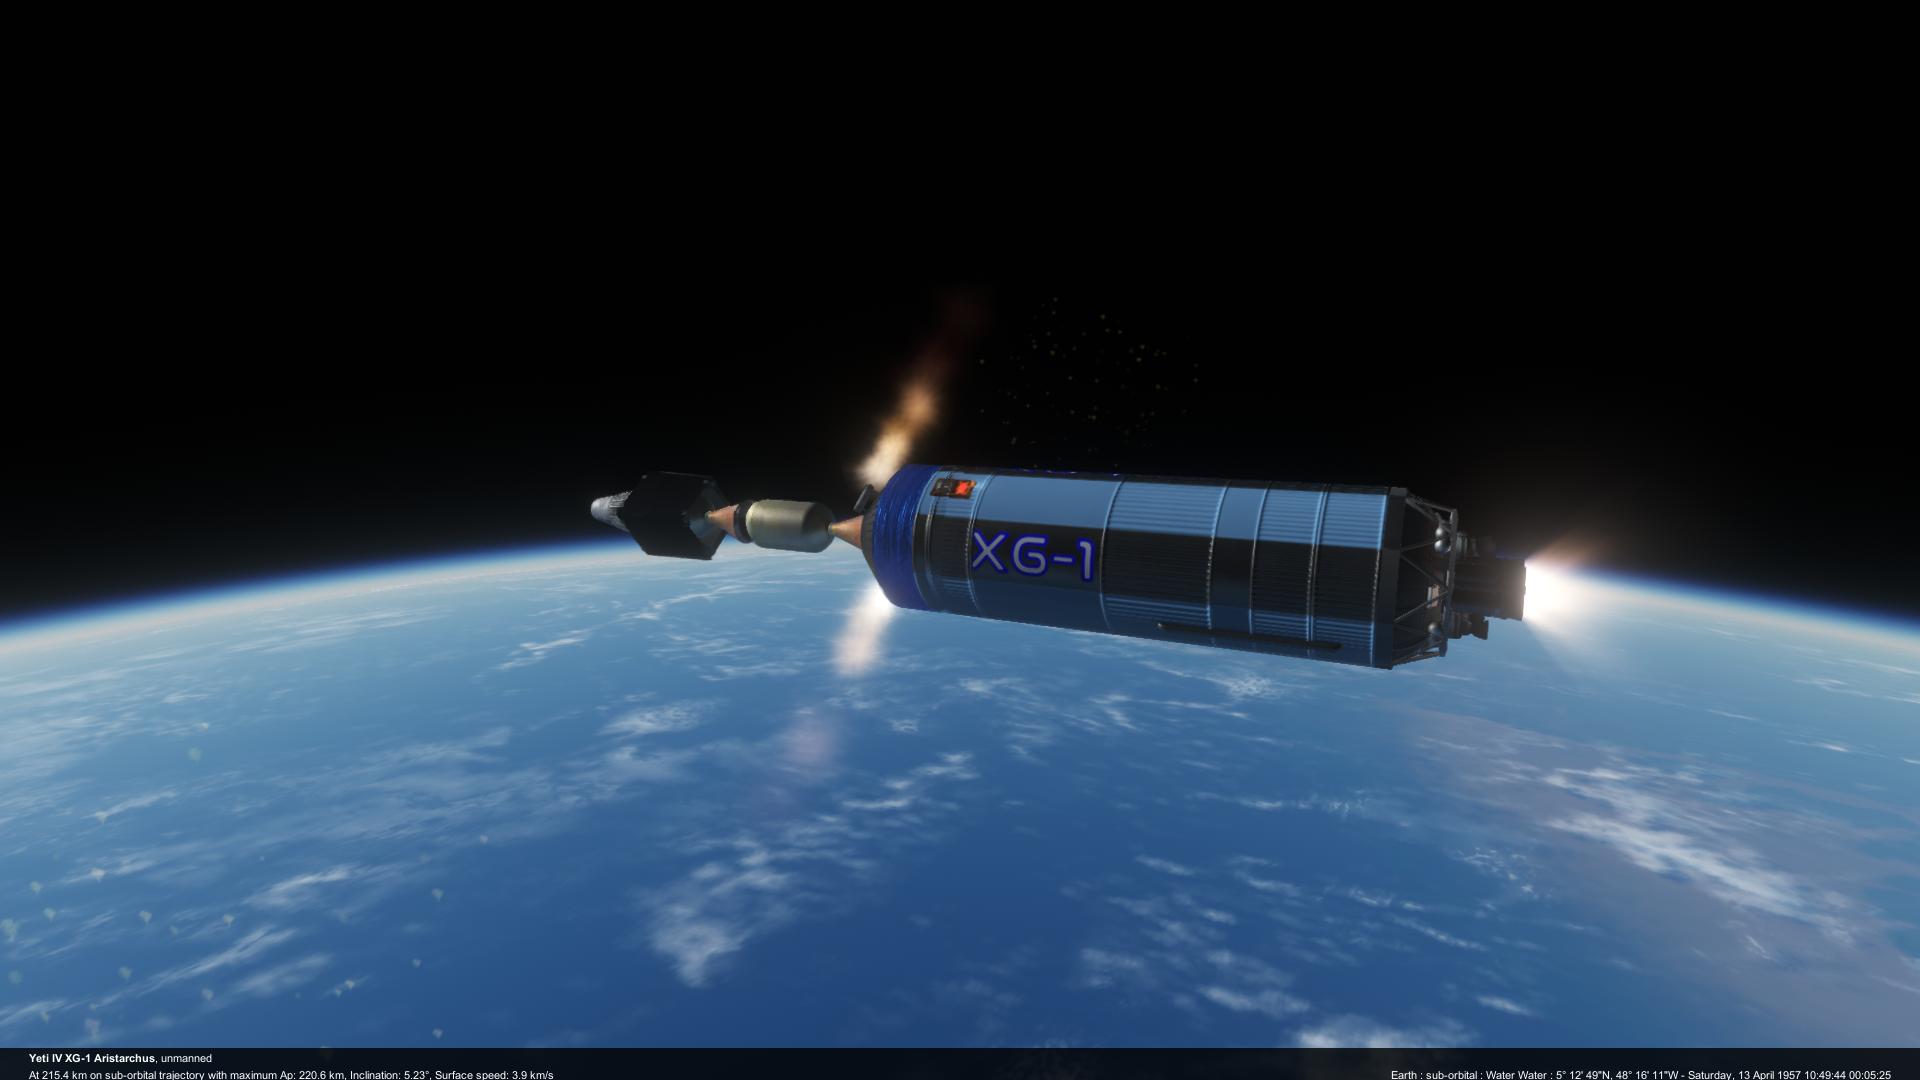 XG-1
Yeti IV XG-1 Aristarchus, unmanned
At 215.4 km on sub-orbital trajectory with maximum Ap: 220.6 km, Inclination: 5.23°, Surface speed: 3.9 km/s
Earth : sub-orbital : Water Water : 5° 12' 49"N, 48° 16' 11"W - Saturday, 13 April 1957 10:49:44 00:05:25